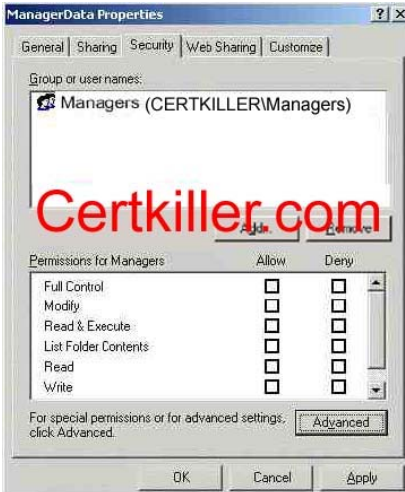 ManagerData Properties
General Sharing Security Web Sharing Customize
Group or user names:
Managers (CERTKILLER\Managers)
Certkiller.com
Add... Remove
Permissions for Managers Allow Deny
Full Control
Modify
Read & Execute
List Folder Contents
Read
Write
For special permissions or for advanced settings,
click Advanced.
Advanced
OK Cancel Apply